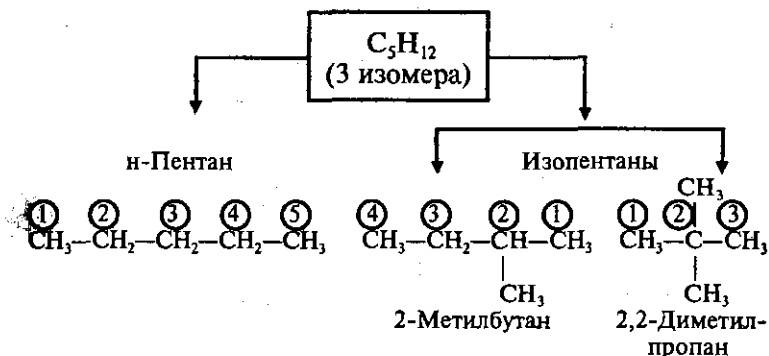 C₅H₁₂
(3 изомера)
н-Пентан
Изопентаны
1 2 3 4 5
CH₃—CH₂—CH₂—CH₂—CH₃
4 3 2 1
CH₃—CH₂—CH—CH₃
CH₃
2-Метилбутан
CH₃
1 2 3
CH₃—C—CH₃
CH₃
2,2-Диметил-
пропан